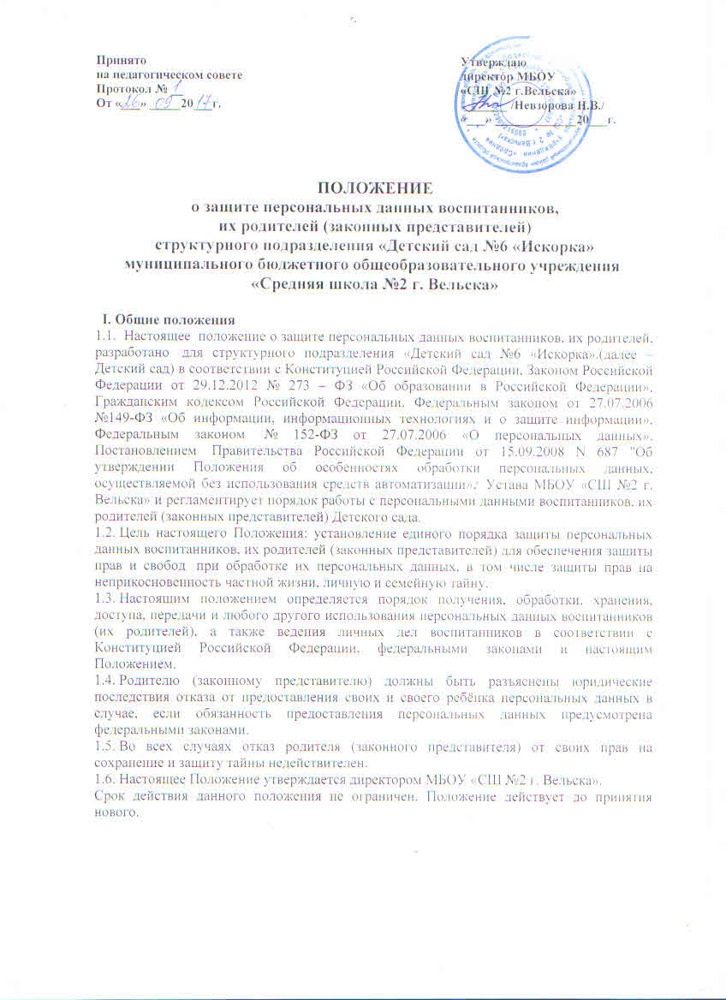 Принято
на педагогическом совете
Протокол № 1
От «26» 09 2017г.
Утверждаю
директор МБОУ
«СШ №2 г.Вельска»
/Невзорова Н.В./
«___» ____________20___г.
ПОЛОЖЕНИЕ
о защите персональных данных воспитанников,
их родителей (законных представителей)
структурного подразделения «Детский сад №6 «Искорка»
муниципального бюджетного общеобразовательного учреждения
«Средняя школа №2 г. Вельска»
I. Общие положения
1.1. Настоящее положение о защите персональных данных воспитанников, их родителей,
разработано для структурного подразделения «Детский сад №6 «Искорка».(далее –
Детский сад) в соответствии с Конституцией Российской Федерации, Законом Российской
Федерации от 29.12.2012 № 273 – ФЗ «Об образовании в Российской Федерации»,
Гражданским кодексом Российской Федерации, Федеральным законом от 27.07.2006
№149-ФЗ «Об информации, информационных технологиях и о защите информации»,
Федеральным законом № 152-ФЗ от 27.07.2006 «О персональных данных»,
Постановлением Правительства Российской Федерации от 15.09.2008 N 687 "Об
утверждении Положения об особенностях обработки персональных данных,
осуществляемой без использования средств автоматизации»; Устава МБОУ «СШ №2 г.
Вельска» и регламентирует порядок работы с персональными данными воспитанников, их
родителей (законных представителей) Детского сада.
1.2. Цель настоящего Положения: установление единого порядка защиты персональных
данных воспитанников, их родителей (законных представителей) для обеспечения защиты
прав и свобод при обработке их персональных данных, в том числе защиты прав на
неприкосновенность частной жизни, личную и семейную тайну.
1.3. Настоящим положением определяется порядок получения, обработки, хранения,
доступа, передачи и любого другого использования персональных данных воспитанников
(их родителей), а также ведения личных дел воспитанников в соответствии с
Конституцией Российской Федерации, федеральными законами и настоящим
Положением.
1.4. Родителю (законному представителю) должны быть разъяснены юридические
последствия отказа от предоставления своих и своего ребёнка персональных данных в
случае, если обязанность предоставления персональных данных предусмотрена
федеральными законами.
1.5. Во всех случаях отказ родителя (законного представителя) от своих прав на
сохранение и защиту тайны недействителен.
1.6. Настоящее Положение утверждается директором МБОУ «СШ №2 г. Вельска».
Срок действия данного положения не ограничен. Положение действует до принятия
нового.